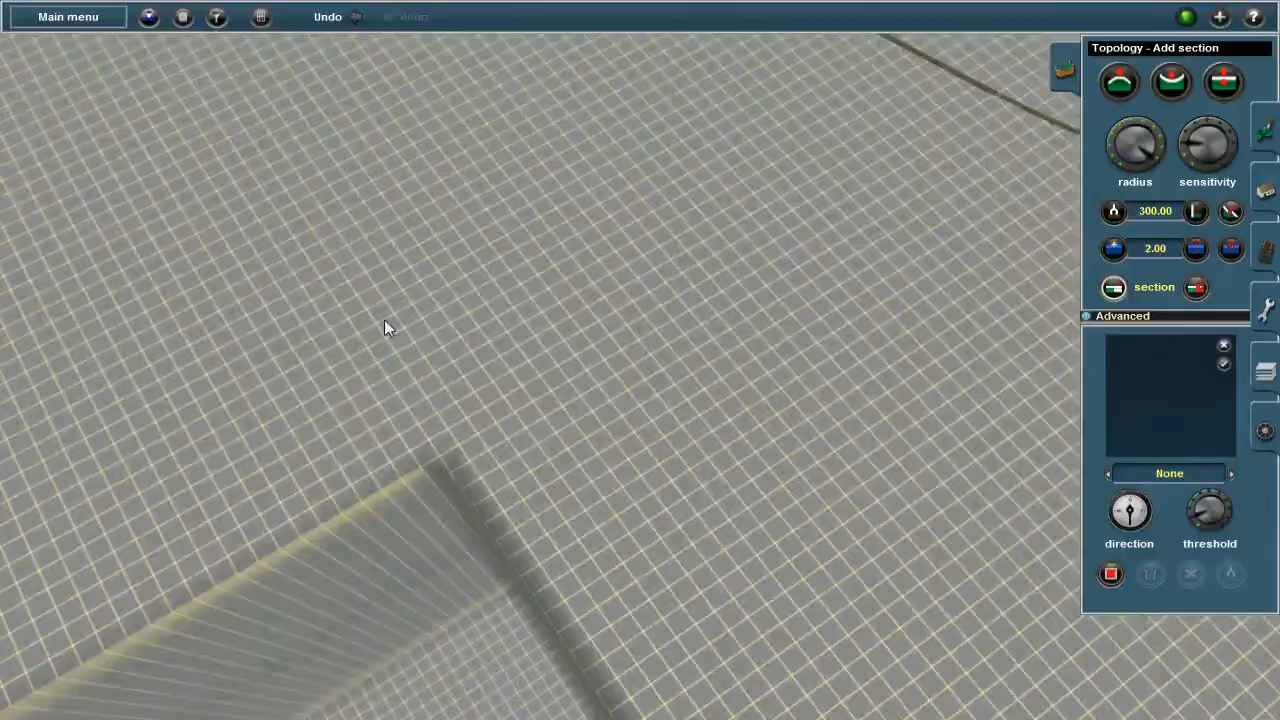 Main menu
Undo
Topology - Add section
radius
sensitivity
300.00
2.00
section
Advanced
None
direction
threshold